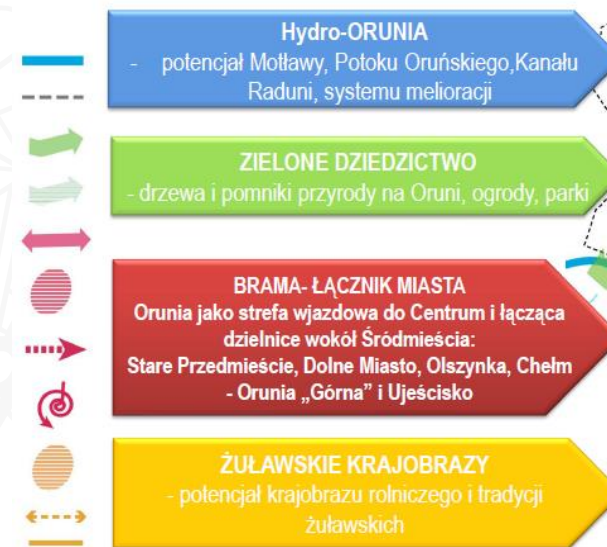 Hydro-ORUNIA
- potencjał Motławy, Potoku Oruńskiego,Kanału
Raduni, systemu melioracji
ZIELONE DZIEDZICTWO
- drzewa i pomniki przyrody na Oruni, ogrody, parki
BRAMA- ŁĄCZNIK MIASTA
Orunia jako strefa wjazdowa do Centrum i łącząca
dzielnice wokół Śródmieścia:
Stare Przedmieście, Dolne Miasto, Olszynka, Chełm
- Orunia „Górna” i Ujeścisko
ŻUŁAWSKIE KRAJOBRAZY
- potencjał krajobrazu rolniczego i tradycji
żuławskich